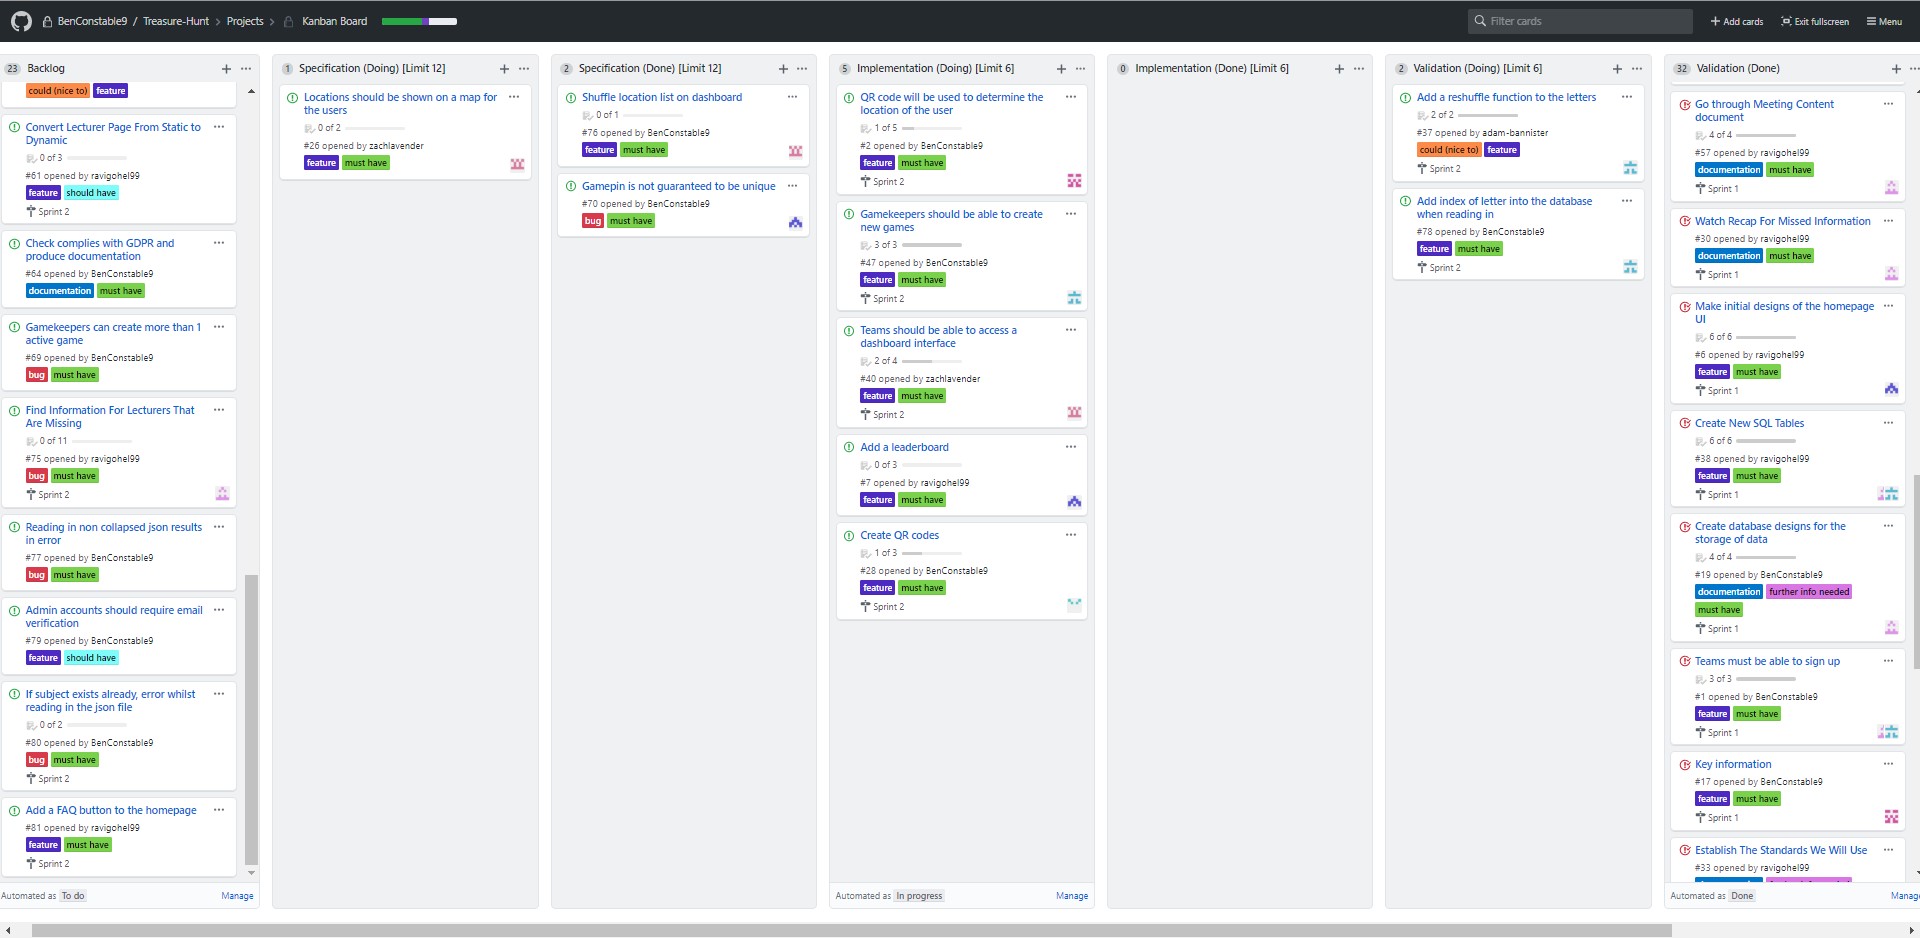 BenConstable9 / Treasure-Hunt > Projects > Kanban Board
Filter cards
Add cards
Exit fullscreen
Menu
23 Backlog
could (nice to) feature
Convert Lecturer Page From Static to
Dynamic
0 of 3
#61 opened by ravigohel99
feature should have
Sprint 2
Check complies with GDPR and
produce documentation
#64 opened by BenConstable9
documentation must have
Gamekeepers can create more than 1
active game
#69 opened by BenConstable9
bug must have
Find Information For Lecturers That
Are Missing
0 of 11
#75 opened by ravigohel99
bug must have
Sprint 2
Reading in non collapsed json results
in error
#77 opened by BenConstable9
bug must have
Admin accounts should require email
verification
#79 opened by BenConstable9
feature should have
If subject exists already, error whilst
reading in the json file
0 of 2
#80 opened by BenConstable9
bug must have
Sprint 2
Add a FAQ button to the homepage
#81 opened by ravigohel99
feature must have
Sprint 2
Automated as To do
Manage
1 Specification (Doing) [Limit 12]
Locations should be shown on a map for
the users
0 of 2
#26 opened by zachlavender
feature must have
2 Specification (Done) [Limit 12]
Shuffle location list on dashboard
0 of 1
#76 opened by BenConstable9
feature must have
Gamepin is not guaranteed to be unique
#70 opened by BenConstable9
bug must have
5 Implementation (Doing) [Limit 6]
QR code will be used to determine the
location of the user
1 of 5
#2 opened by BenConstable9
feature must have
Sprint 2
Gamekeepers should be able to create
new games
3 of 3
#47 opened by BenConstable9
feature must have
Sprint 2
Teams should be able to access a
dashboard interface
2 of 4
#40 opened by zachlavender
feature must have
Sprint 2
Add a leaderboard
0 of 3
#7 opened by ravigohel99
feature must have
Create QR codes
1 of 3
#28 opened by BenConstable9
feature must have
Sprint 2
Automated as In progress
Manage
0 Implementation (Done) [Limit 6]
2 Validation (Doing) [Limit 6]
Add a reshuffle function to the letters
2 of 2
#37 opened by adam-bannister
could (nice to) feature
Sprint 2
Add index of letter into the database
when reading in
#78 opened by BenConstable9
feature must have
Sprint 2
32 Validation (Done)
Go through Meeting Content
document
4 of 4
#57 opened by ravigohel99
documentation must have
Sprint 1
Watch Recap For Missed Information
#30 opened by ravigohel99
documentation must have
Sprint 1
Make initial designs of the homepage
UI
6 of 6
#6 opened by ravigohel99
feature must have
Sprint 1
Create New SQL Tables
6 of 6
#38 opened by ravigohel99
feature must have
Sprint 1
Create database designs for the
storage of data
4 of 4
#19 opened by BenConstable9
documentation further info needed
must have
Sprint 1
Teams must be able to sign up
3 of 3
#1 opened by BenConstable9
feature must have
Sprint 1
Key information
#17 opened by BenConstable9
feature must have
Sprint 1
Establish The Standards We Will Use
#33 opened by ravigohel99
Automated as Done
Manage